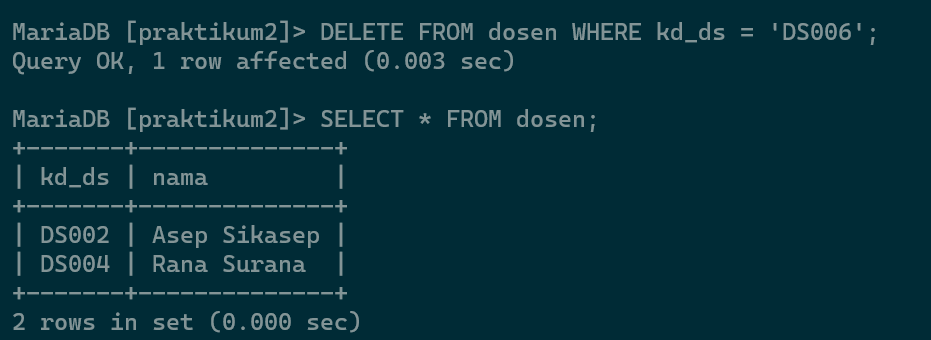 MariaDB [praktikum2]> DELETE FROM dosen WHERE kd_ds = 'DS006';
Query OK, 1 row affected (0.003 sec)

MariaDB [praktikum2]> SELECT * FROM dosen;
+-------+--------------+
| kd_ds | nama         |
+-------+--------------+
| DS002 | Asep Sikasep |
| DS004 | Rana Surana  |
+-------+--------------+
2 rows in set (0.000 sec)